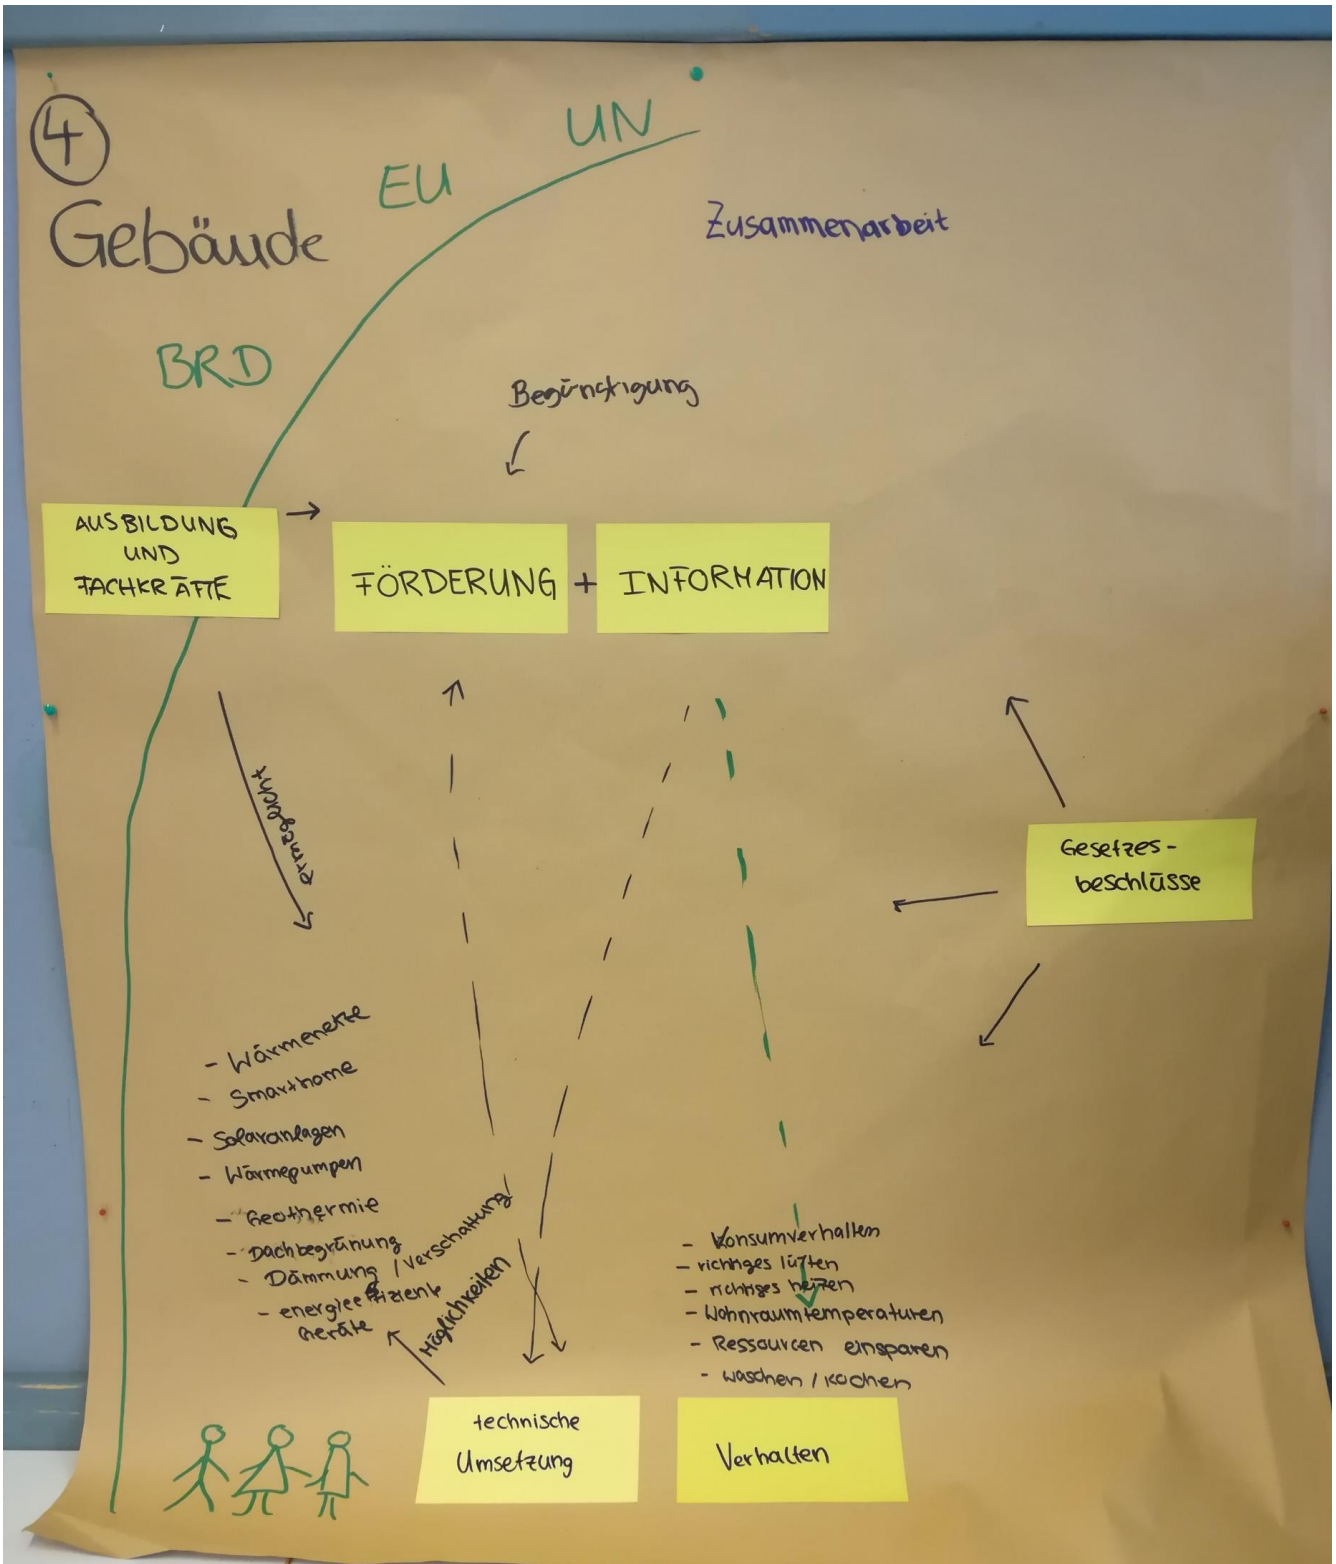 4
Gebäude
UN
EU
BRD
Zusammenarbeit
Begünstigung
AUSBILDUNG
UND
FACHKRÄFTE
FÖRDERUNG + INFORMATION
ermöglicht
Gesetzes-
beschlüsse
- Wärmenetze
- Smarthome
- Solaranlagen
- Wärmepumpen
- Geothermie
- Dachbegrünung
- Dämmung / Verschattung
- energieeffiziente
Geräte
Möglichkeiten
- Konsumverhalten
- richtiges lüften
- richtiges heizen
- Wohnraumtemperaturen
- Ressourcen einsparen
- waschen / kochen
technische
Umsetzung
Verhalten